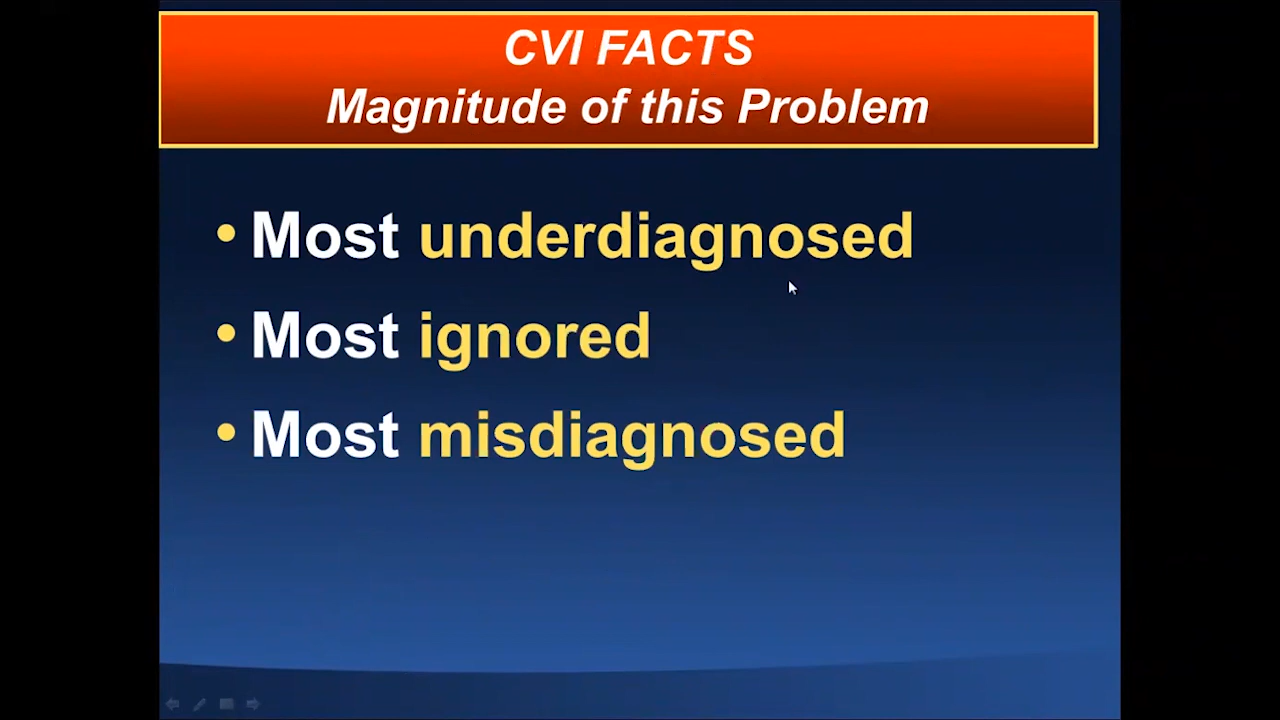 CVI FACTS
Magnitude of this Problem
• Most underdiagnosed
• Most ignored
• Most misdiagnosed